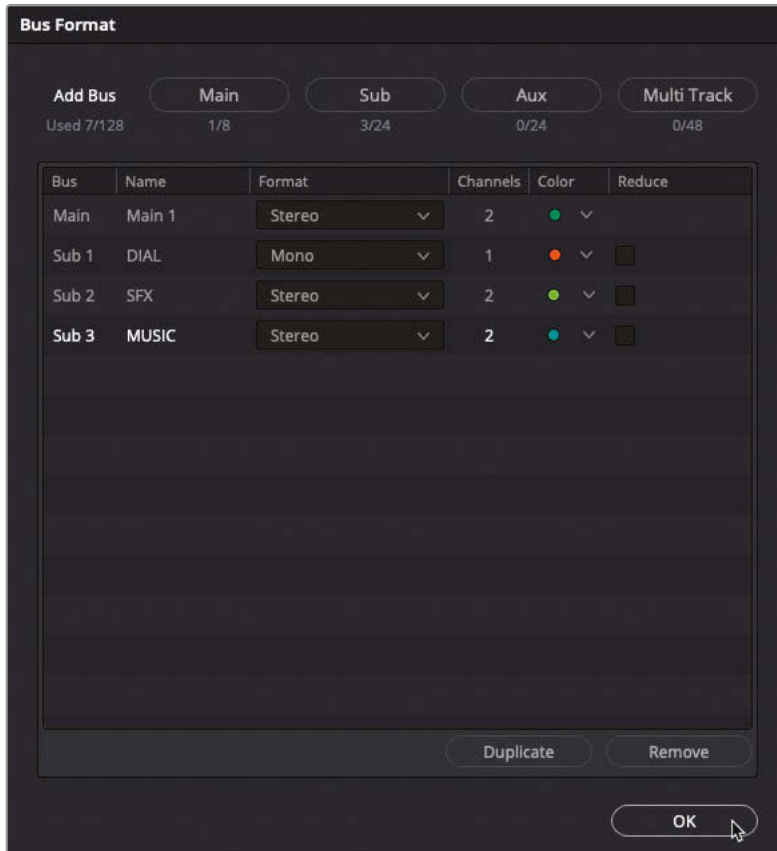 Bus Format
Add Bus Main Sub Aux Multi Track
Used 7/128 1/8 3/24 0/24 0/48
Bus Name Format Channels Color Reduce
Main Main 1 Stereo 2
Sub 1 DIAL Mono 1
Sub 2 SFX Stereo 2
Sub 3 MUSIC Stereo 2
Duplicate Remove
OK